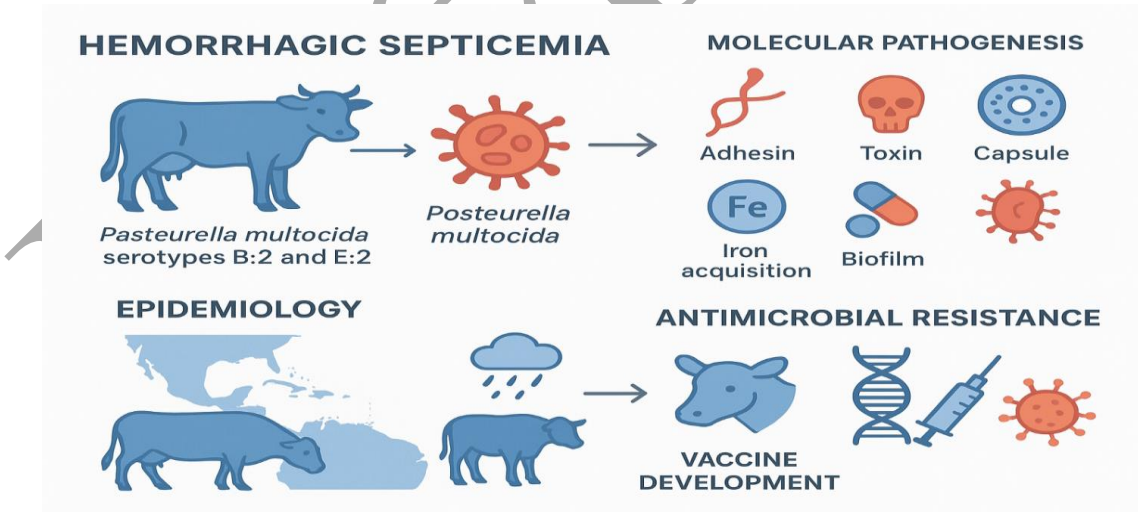 HEMORRHAGIC SEPTICEMIA
Pasteurella multocida
serotypes B:2 and E:2
Posteurella
multocida
MOLECULAR PATHOGENESIS
Adhesin
Toxin
Capsule
Fe
Iron
acquisition
Biofilm
EPIDEMIOLOGY
ANTIMICROBIAL RESISTANCE
VACCINE
DEVELOPMENT